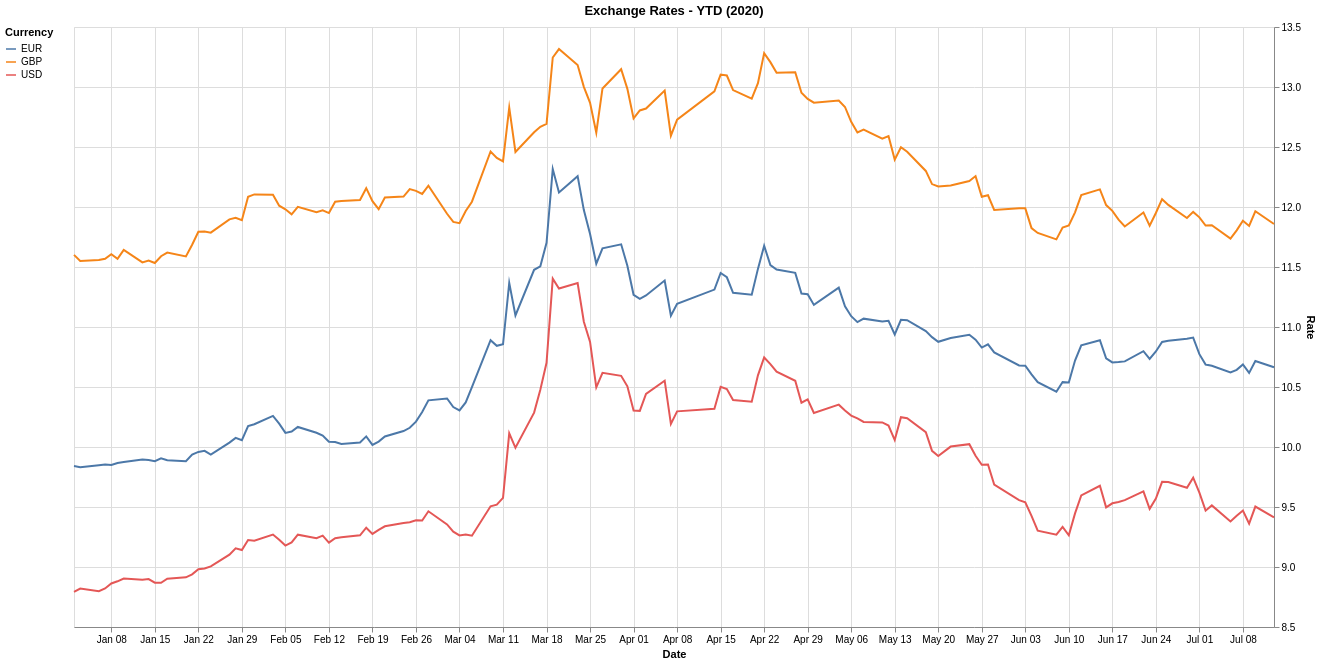 Exchange Rates - YTD (2020)
Currency
EUR
GBP
USD
13.5
13.0
12.5
12.0
11.5
11.0
10.5
10.0
9.5
9.0
8.5
Rate
Jan 08 Jan 15 Jan 22 Jan 29 Feb 05 Feb 12 Feb 19 Feb 26 Mar 04 Mar 11 Mar 18 Mar 25 Apr 01 Apr 08 Apr 15 Apr 22 Apr 29 May 06 May 13 May 20 May 27 Jun 03 Jun 10 Jun 17 Jun 24 Jul 01 Jul 08
Date